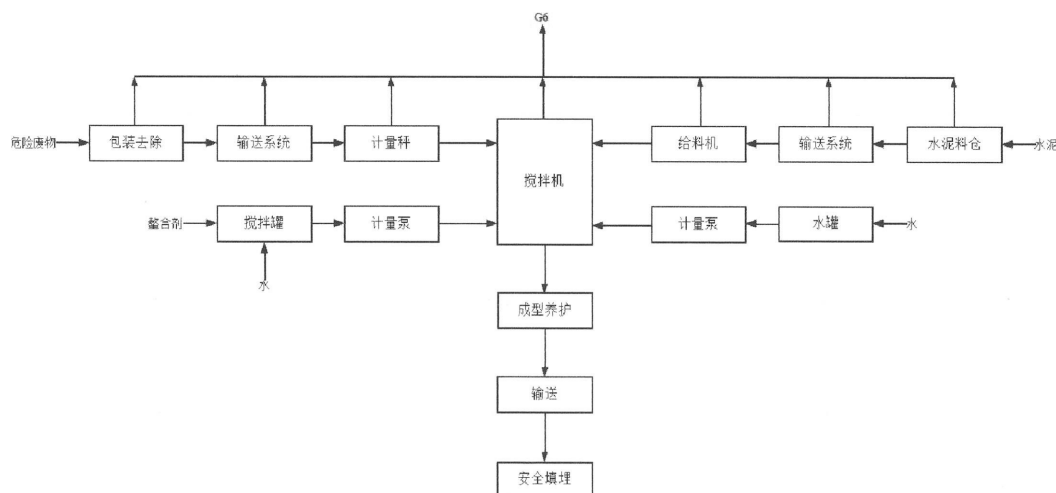 G6
危险废物
包装去除
输送系统
计量秤
搅拌机
给料机
输送系统
水泥料仓
水泥
螯合剂
搅拌罐
计量泵
计量泵
水罐
水
水
成型养护
输送
安全填埋